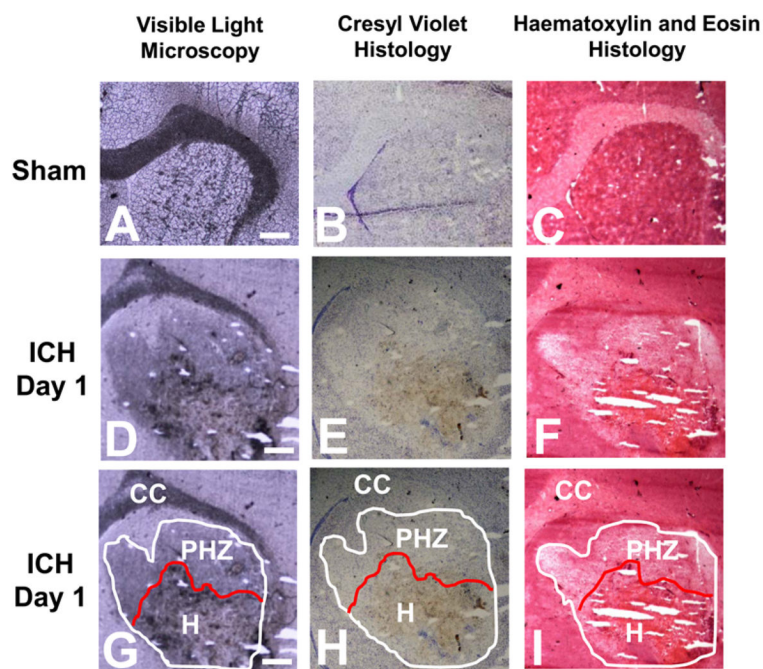 Visible Light
Microscopy
Cresyl Violet
Histology
Haematoxylin and Eosin
Histology
Sham
A
B
C
ICH
Day 1
D
E
F
ICH
Day 1
CC
PHZ
H
G
CC
PHZ
H
H
CC
PHZ
H
I